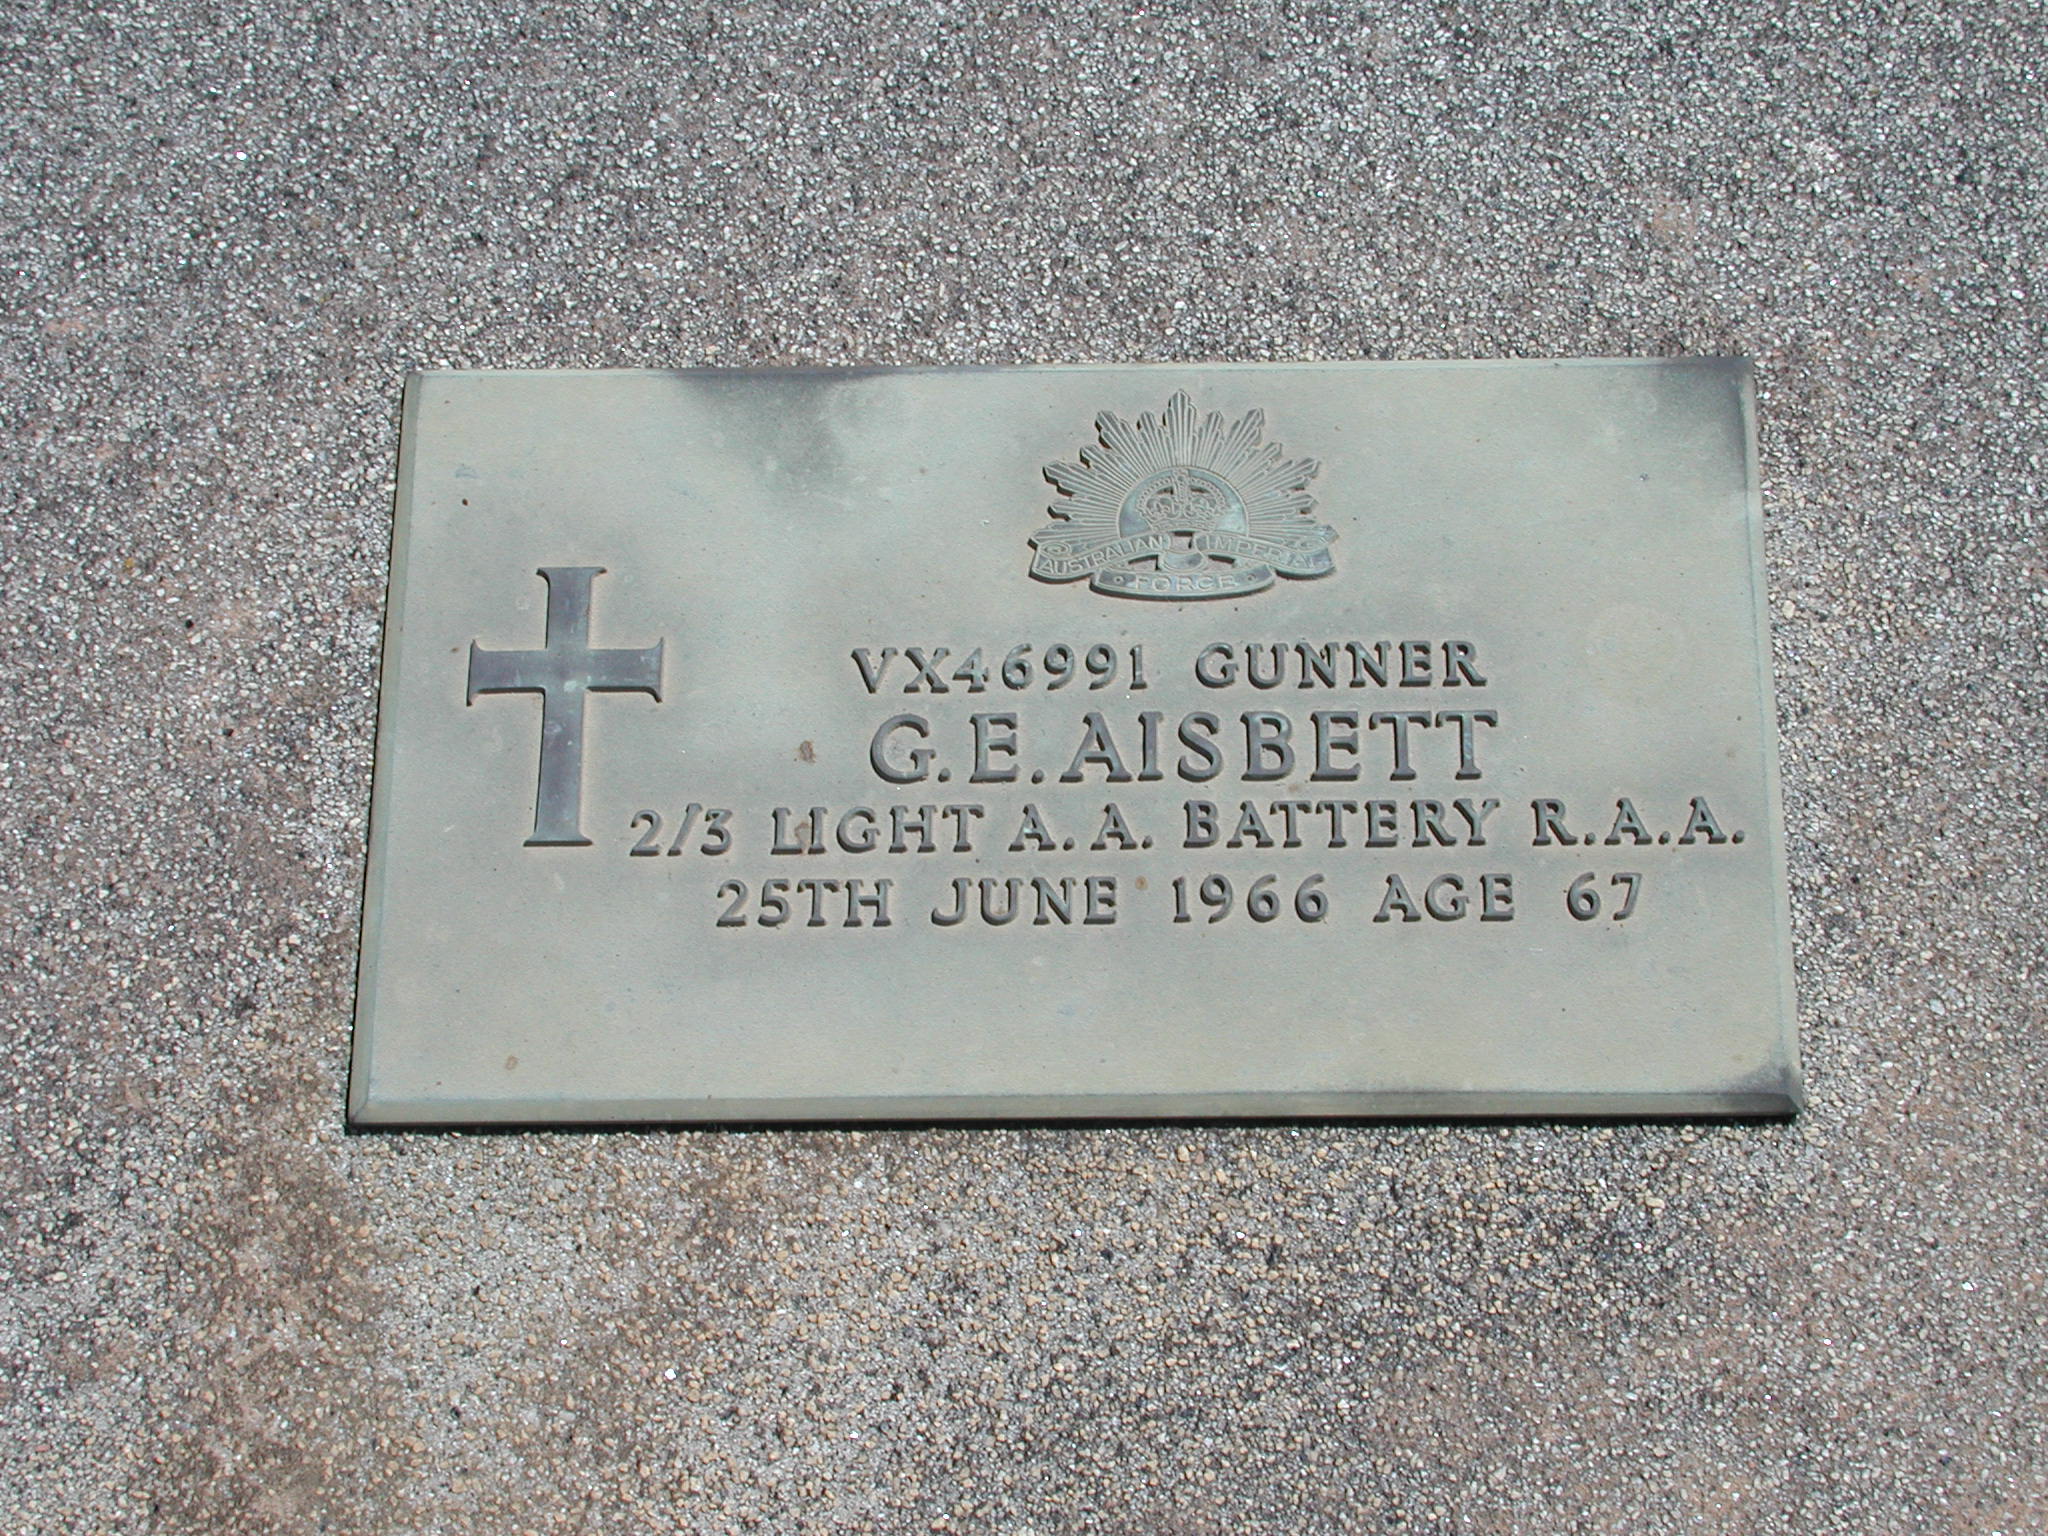 AUSTRALIAN IMPERIAL
FORCE
VX46991 GUNNER
G.E.AISBETT
2/3 LIGHT A.A. BATTERY R.A.A.
25TH JUNE 1966 AGE 67